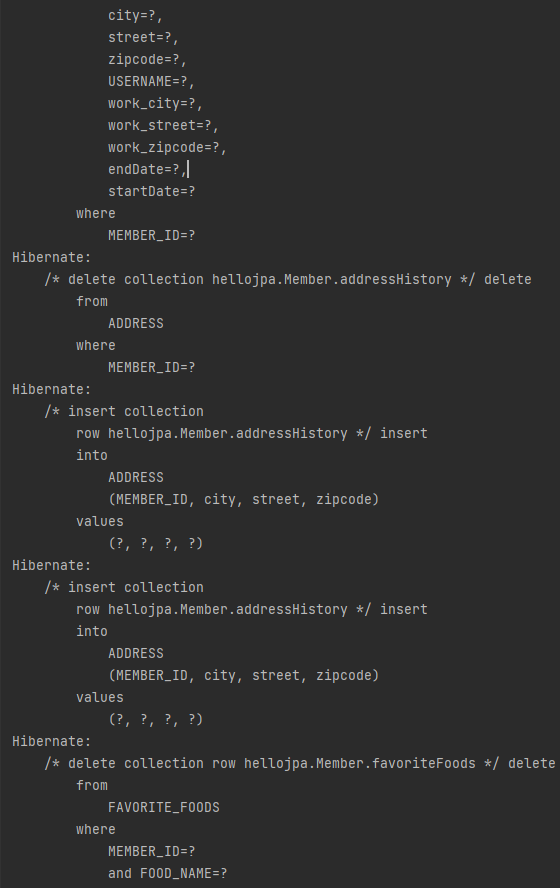 city=?,
street=?,
zipcode=?,
USERNAME=?,
work_city=?,
work_street=?,
work_zipcode=?,
endDate=?,
startDate=?
where
MEMBER_ID=?
Hibernate:
/* delete collection hellojpa.Member.addressHistory */ delete
from
ADDRESS
where
MEMBER_ID=?
Hibernate:
/* insert collection
row hellojpa.Member.addressHistory */ insert
into
ADDRESS
(MEMBER_ID, city, street, zipcode)
values
(?, ?, ?, ?)
Hibernate:
/* insert collection
row hellojpa.Member.addressHistory */ insert
into
ADDRESS
(MEMBER_ID, city, street, zipcode)
values
(?, ?, ?, ?)
Hibernate:
/* delete collection row hellojpa.Member.favoriteFoods */ delete
from
FAVORITE_FOODS
where
MEMBER_ID=?
and FOOD_NAME=?